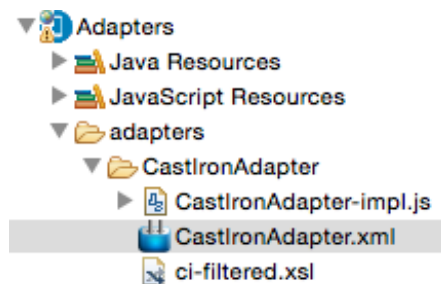 Adapters
Java Resources
JavaScript Resources
adapters
CastIronAdapter
CastIronAdapter-impl.js
CastIronAdapter.xml
ci-filtered.xsl